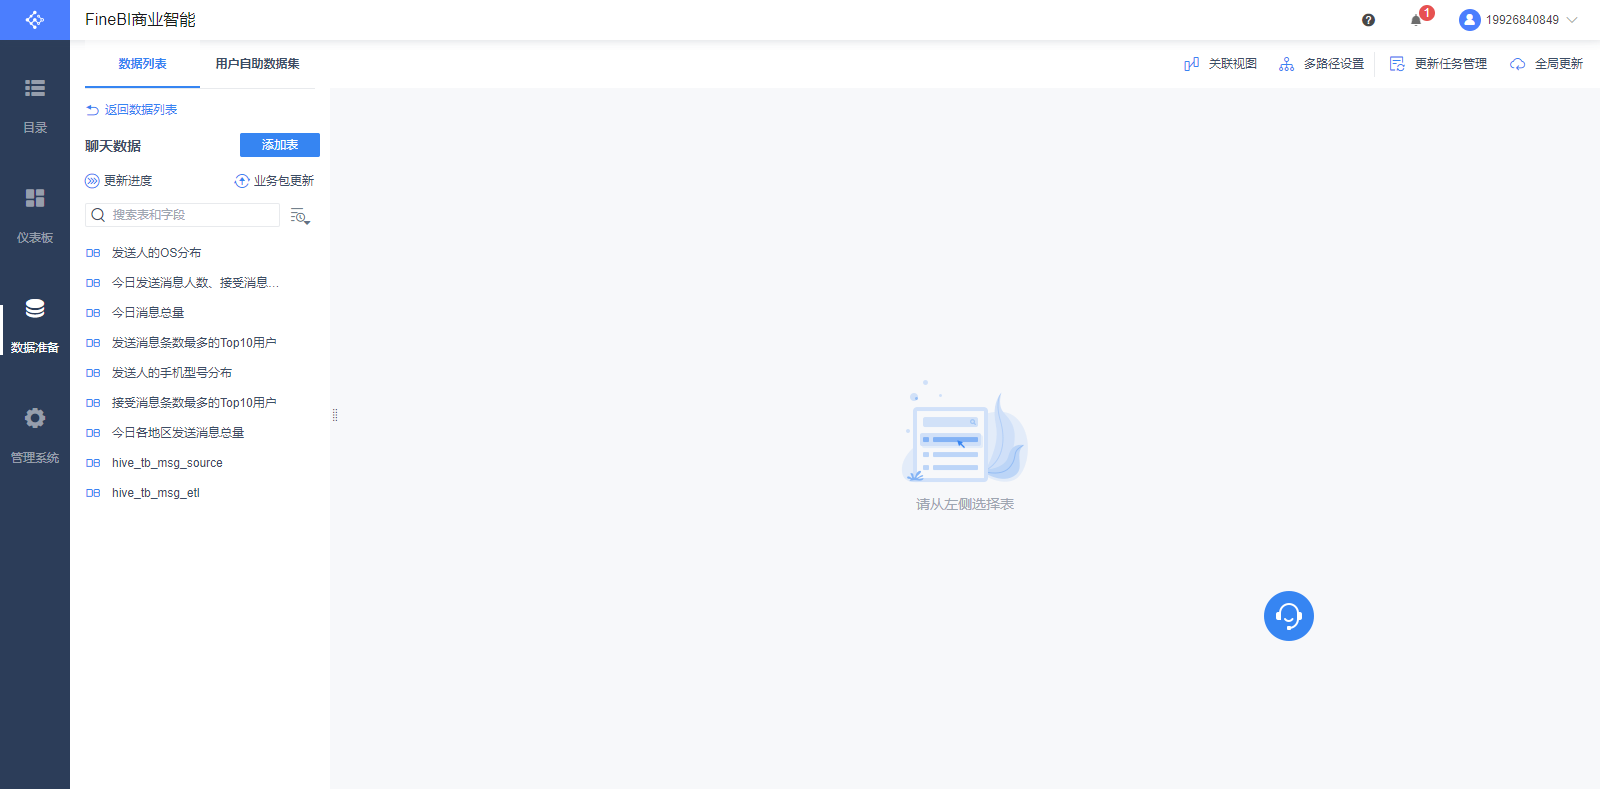 FineBI商业智能
1
19926840849
目录
仪表板
数据准备
管理系统
数据列表
用户自助数据集
关联视图
多路径设置
更新任务管理
全局更新
返回数据列表
聊天数据
添加表
更新进度
业务包更新
搜索表和字段
DB 发送人的OS分布
DB 今日发送消息人数、接受消息...
DB 今日消息总量
DB 发送消息条数最多的Top10用户
DB 发送人的手机型号分布
DB 接受消息条数最多的Top10用户
DB 今日各地区发送消息总量
DB hive_tb_msg_source
DB hive_tb_msg_etl
请从左侧选择表